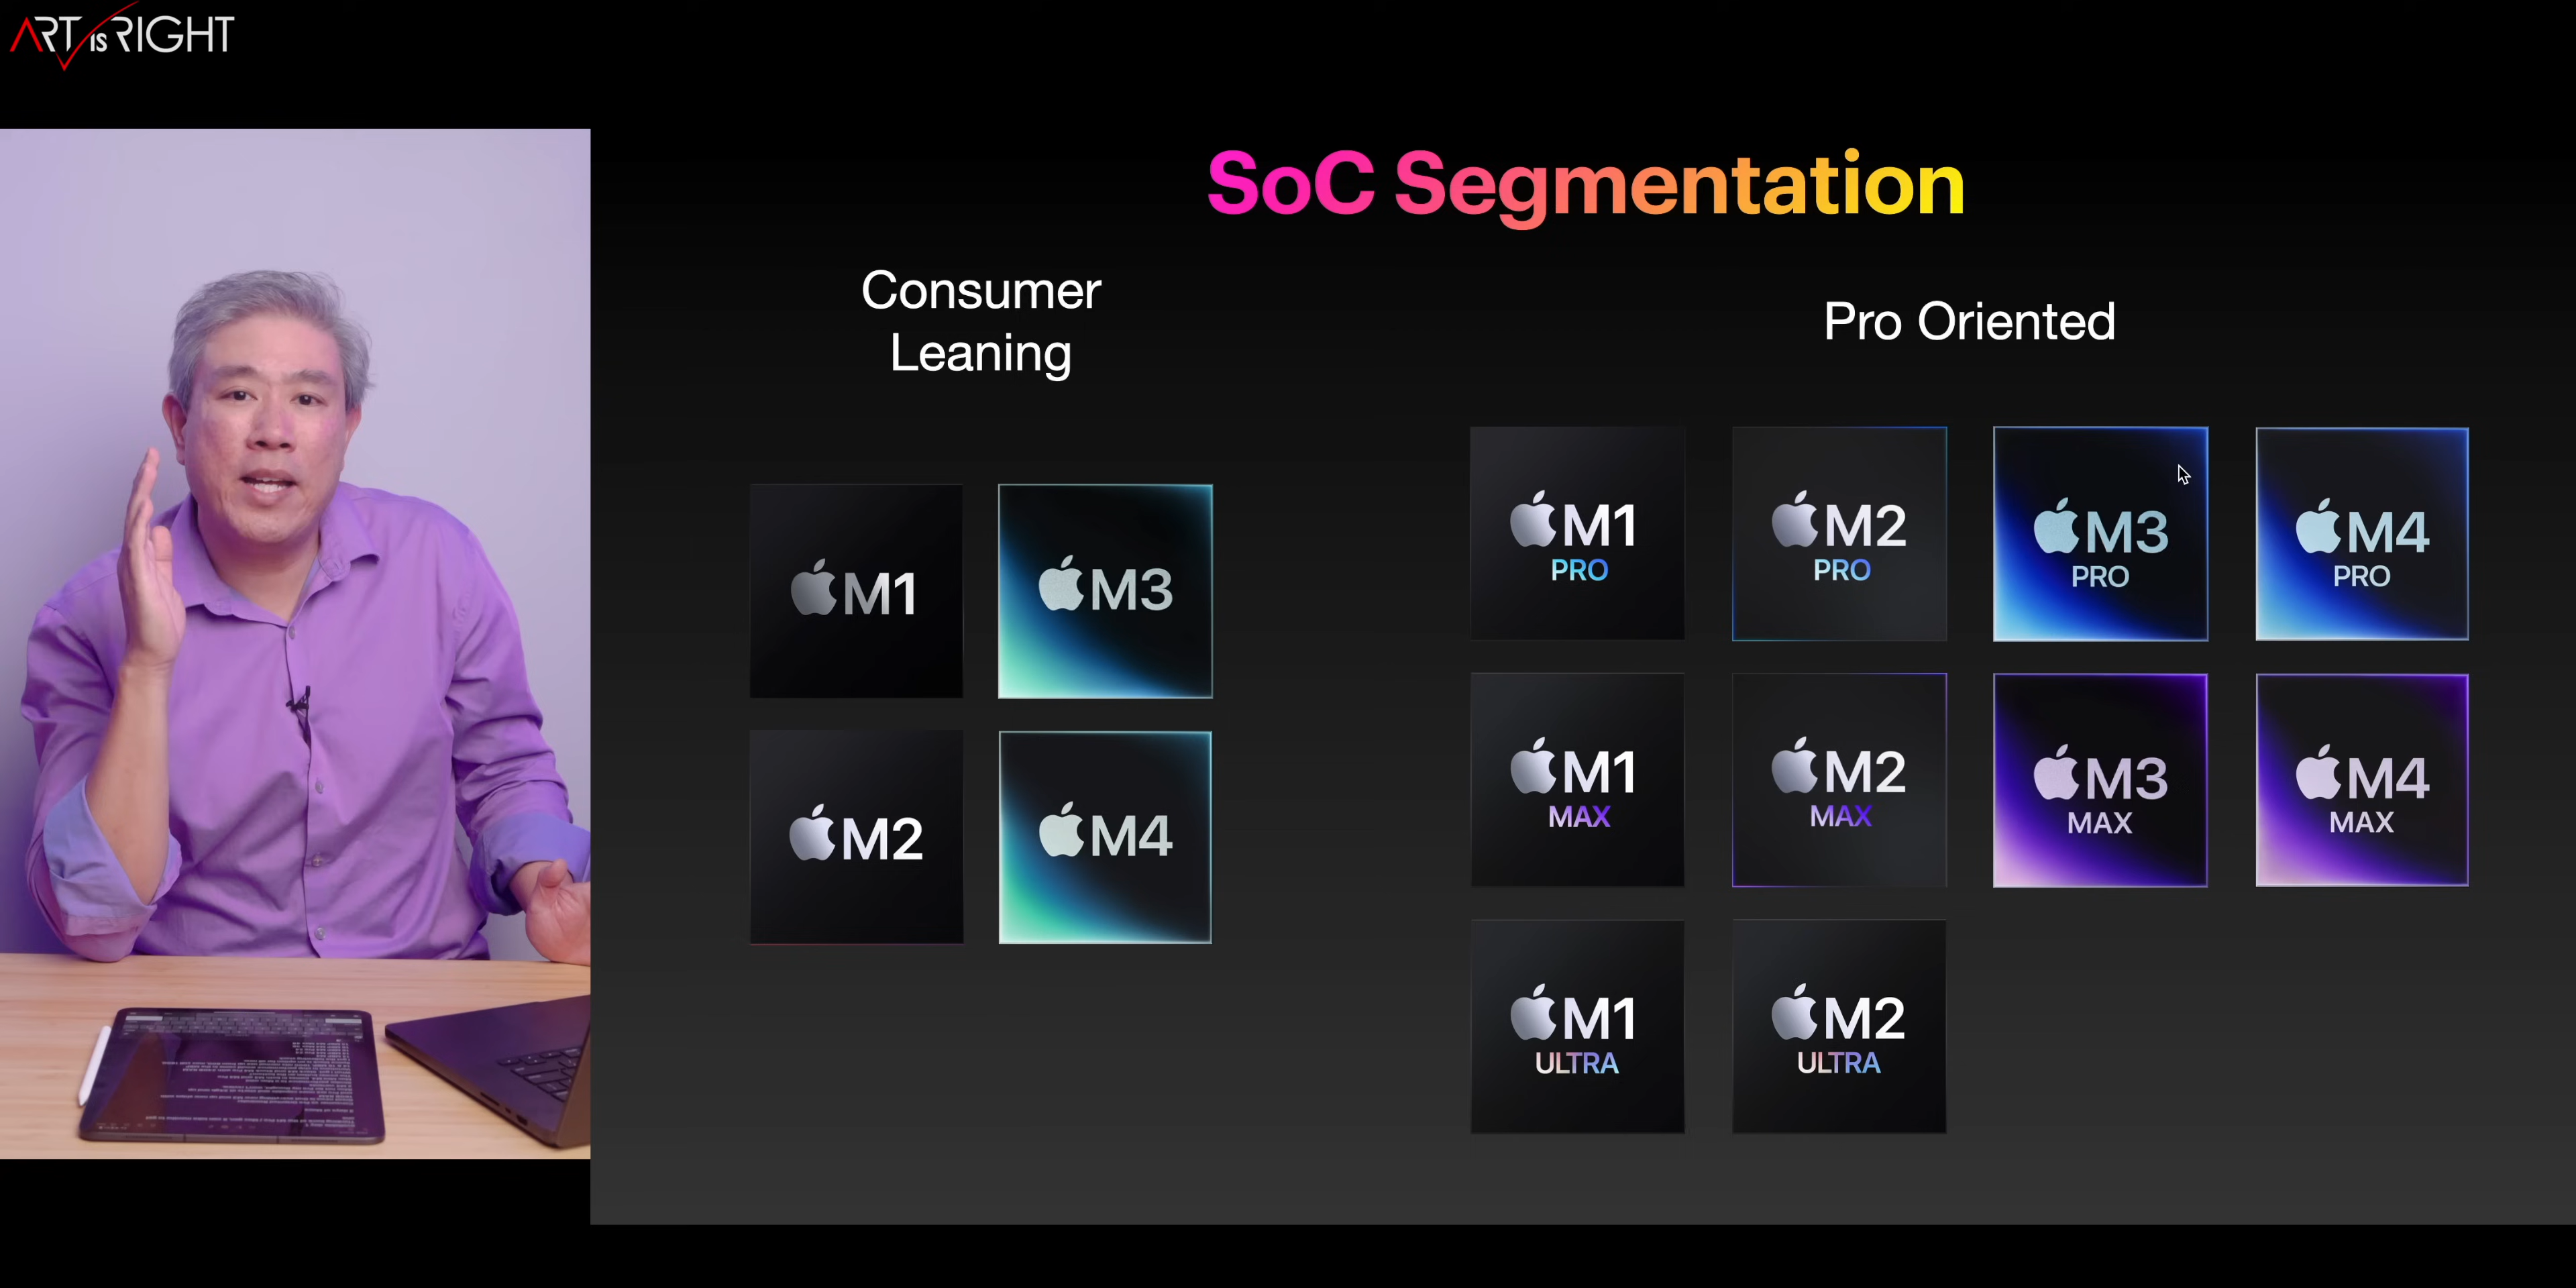 ART IS RIGHT
SoC Segmentation
Consumer
Leaning
M1
M3
M2
M4
Pro Oriented
M1
PRO
M2
PRO
M3
PRO
M4
PRO
M1
MAX
M2
MAX
M3
MAX
M4
MAX
M1
ULTRA
M2
ULTRA